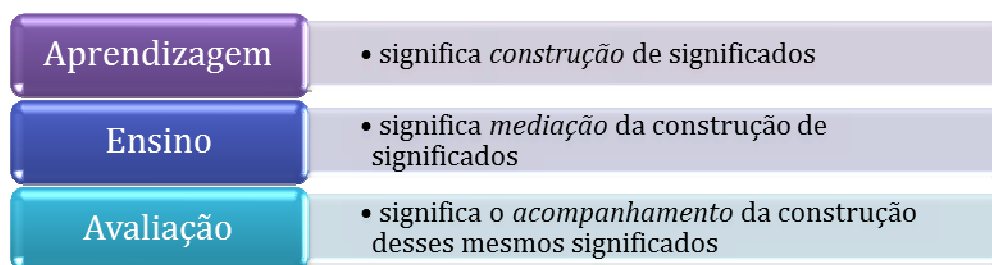 Aprendizagem
• significa construção de significados
Ensino
• significa mediação da construção de
significados
Avaliação
• significa o acompanhamento da construção
desses mesmos significados